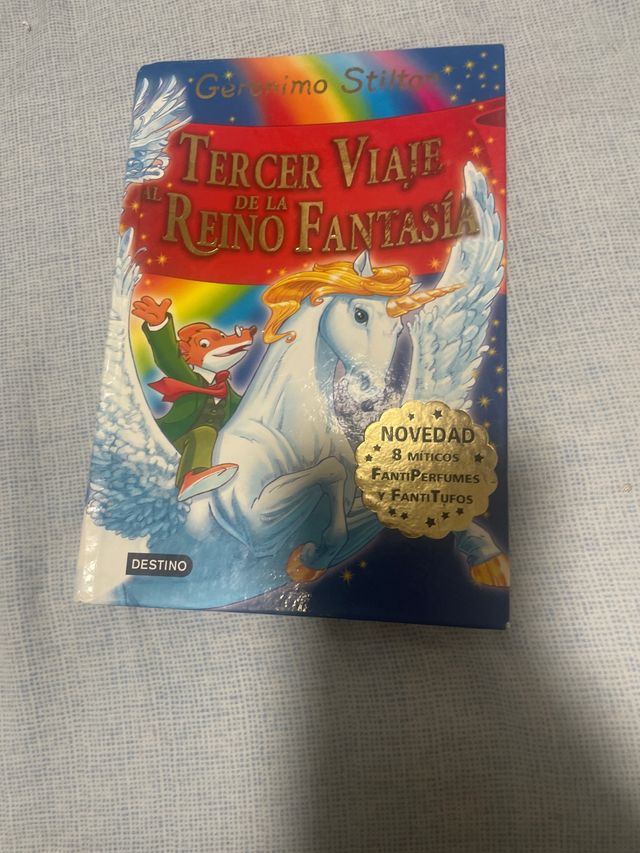 Geronimo Stilton
TERCER VIAJE
AL REINO DE LA FANTASÍA
NOVEDAD
8 MÍTICOS
FANTIPERFUMES
Y FANTITUFOS
DESTINO